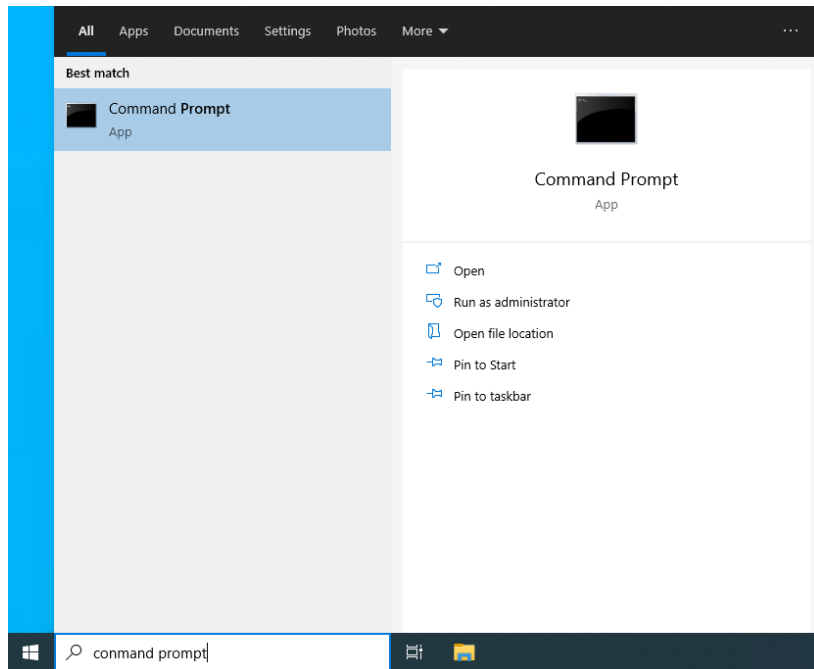 All Apps Documents Settings Photos More
Best match
Command Prompt
App
Command Prompt
App
Open
Run as administrator
Open file location
Pin to Start
Pin to taskbar
conmand prompt